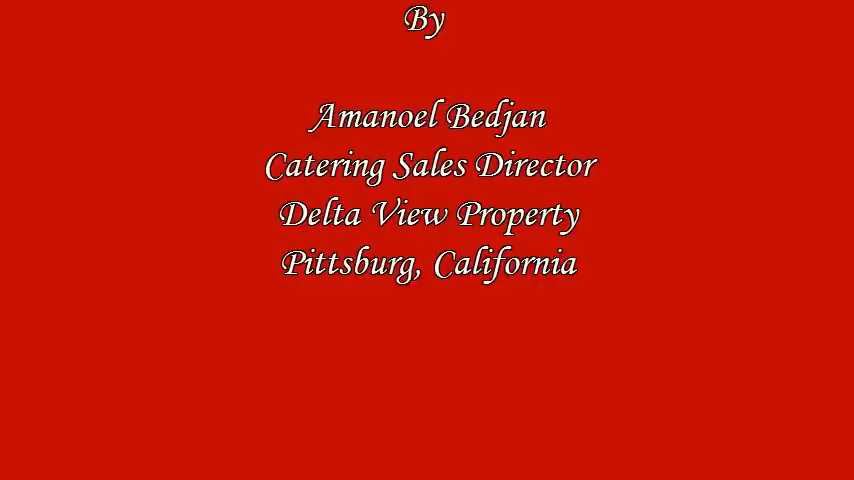 By
Amanoel Bedjan
Catering Sales Director
Delta View Property
Pittsburg, California